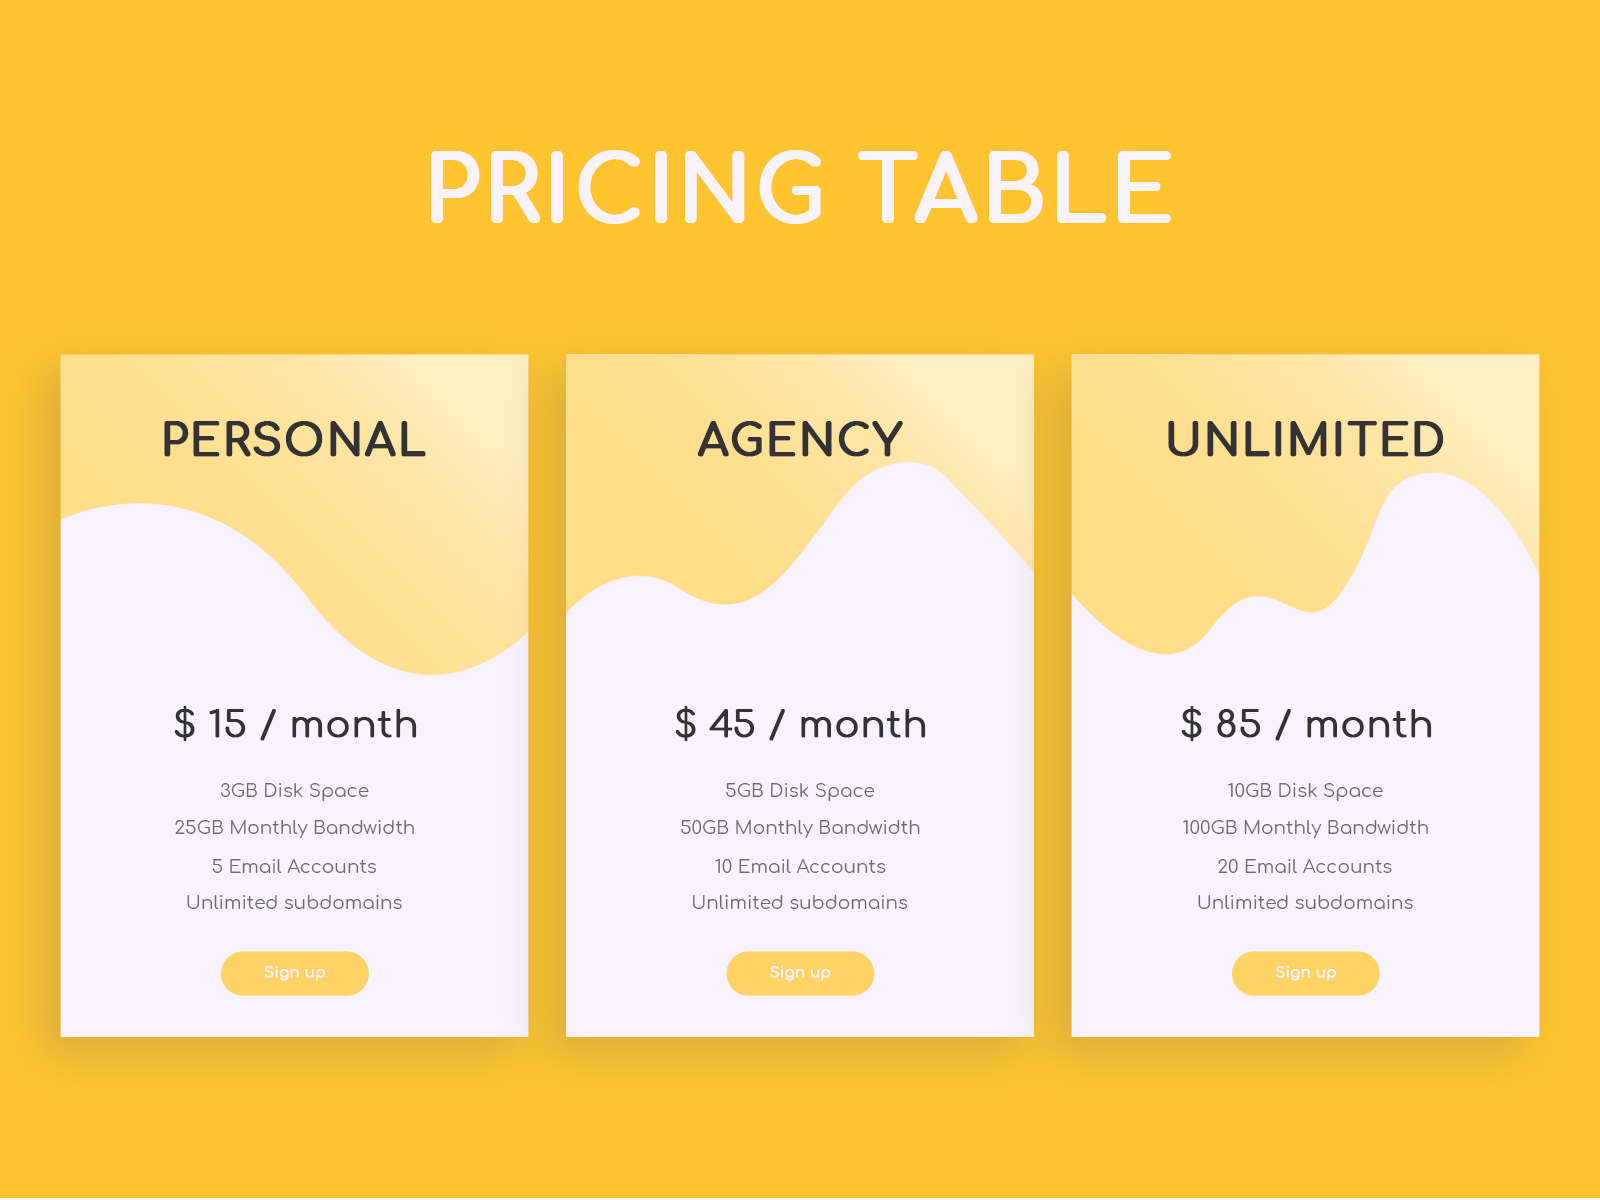 PRICING TABLE
PERSONAL
$ 15 / month
3GB Disk Space
25GB Monthly Bandwidth
5 Email Accounts
Unlimited subdomains
Sign up
AGENCY
$ 45 / month
5GB Disk Space
50GB Monthly Bandwidth
10 Email Accounts
Unlimited subdomains
Sign up
UNLIMITED
$ 85 / month
10GB Disk Space
100GB Monthly Bandwidth
20 Email Accounts
Unlimited subdomains
Sign up